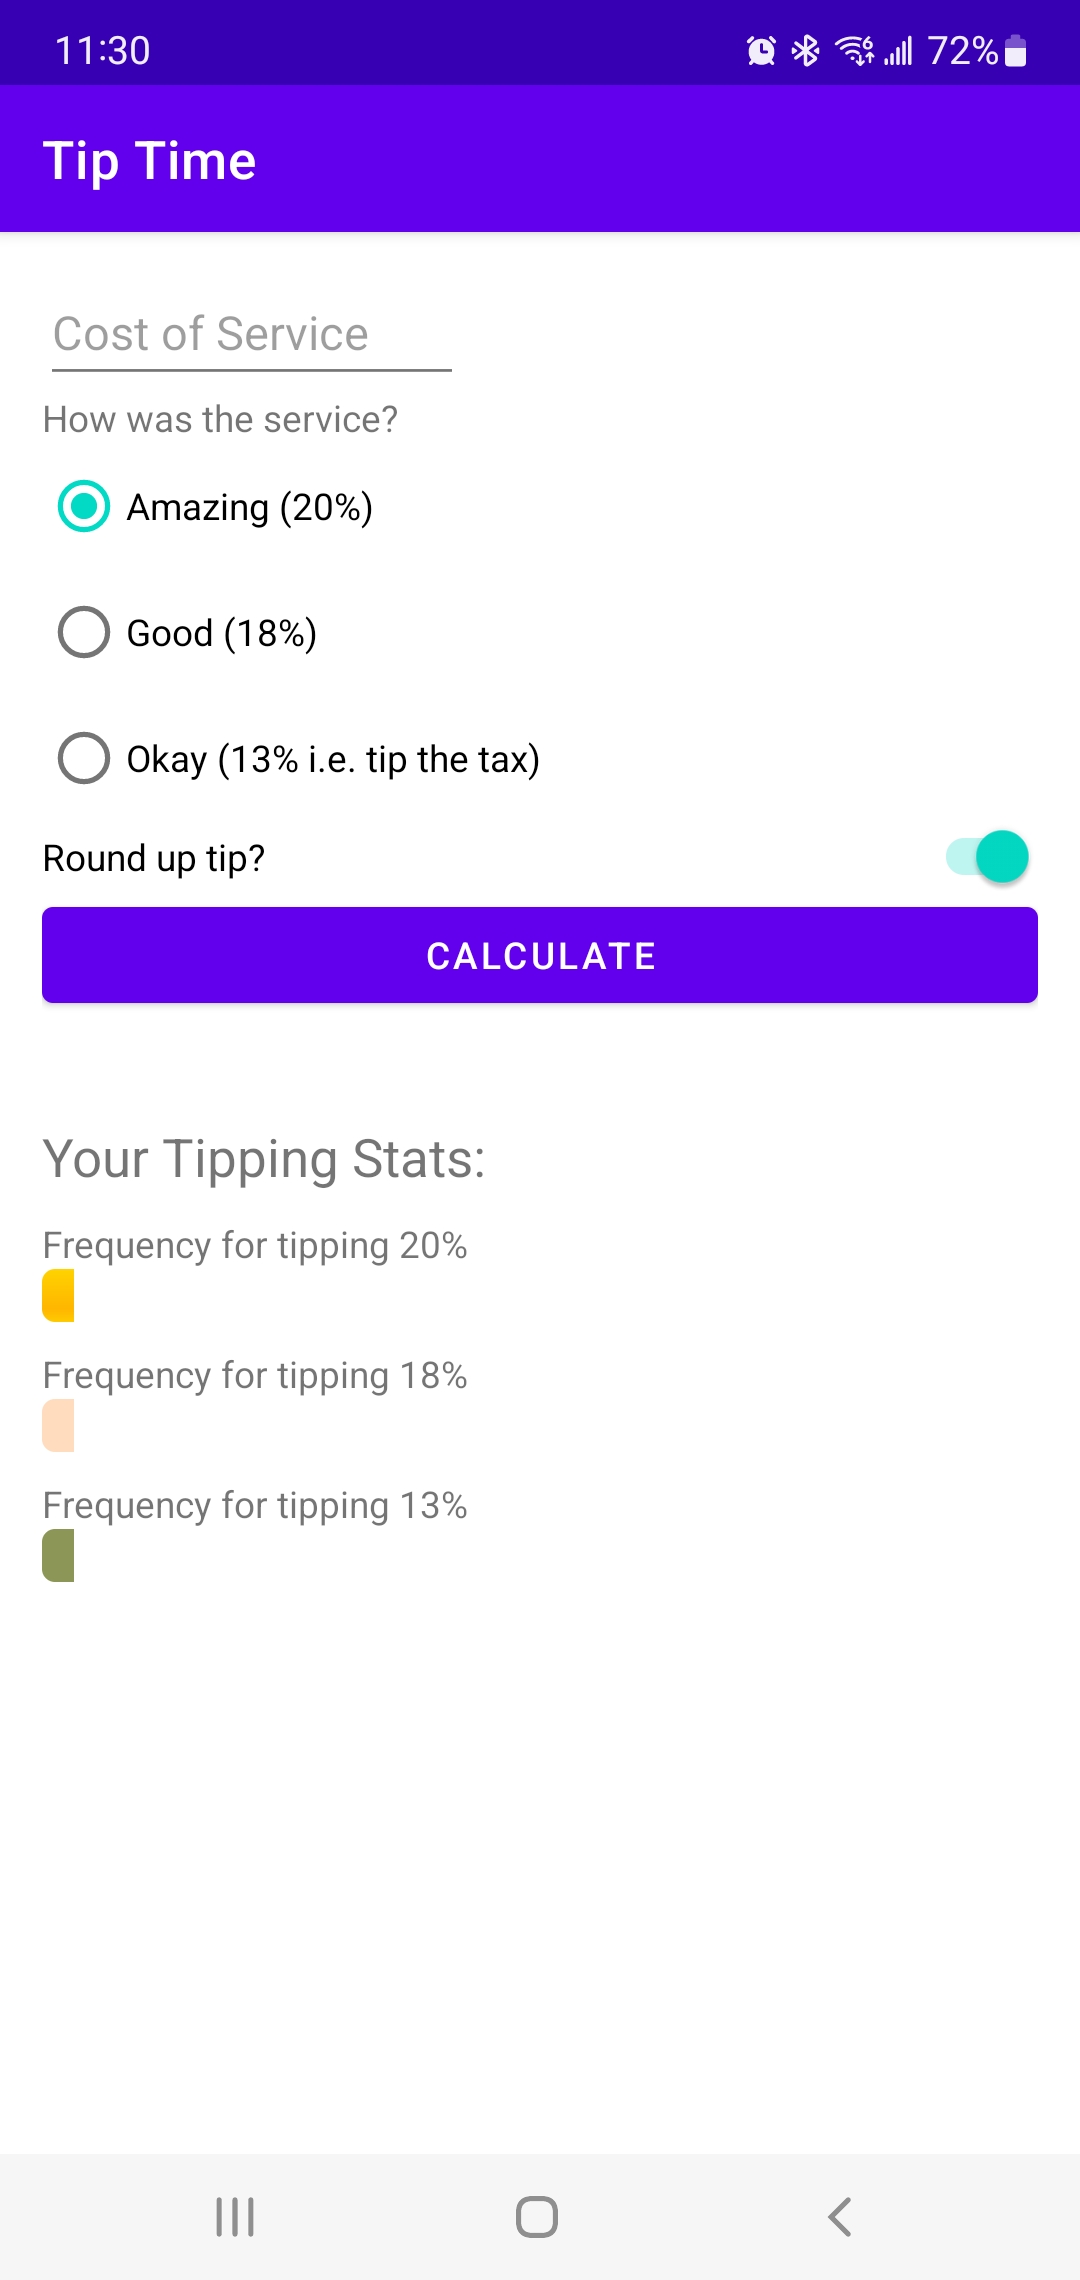 11:30 72%
Tip Time
Cost of Service
How was the service?
Amazing (20%)
Good (18%)
Okay (13% i.e. tip the tax)
Round up tip?
CALCULATE
Your Tipping Stats:
Frequency for tipping 20%
Frequency for tipping 18%
Frequency for tipping 13%